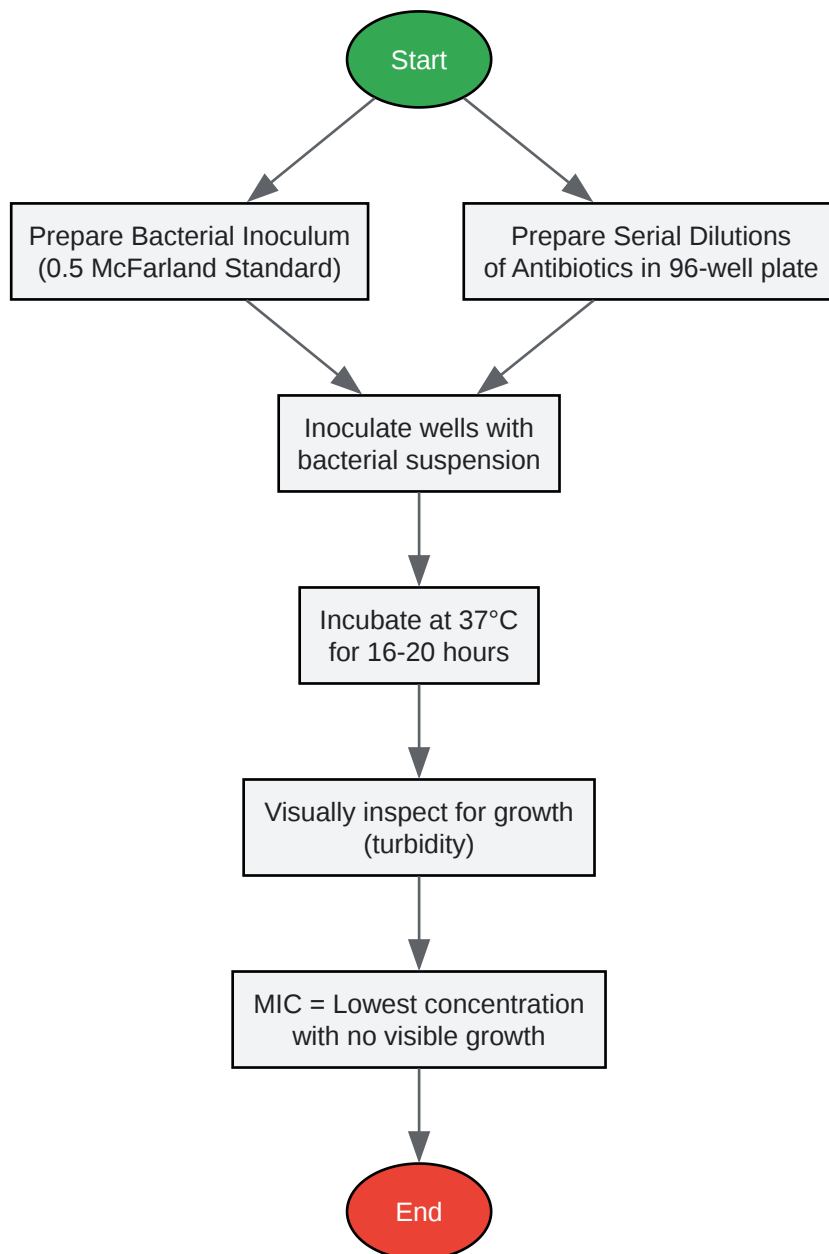 Start
Prepare Bacterial Inoculum
(0.5 McFarland Standard)
Prepare Serial Dilutions
of Antibiotics in 96-well plate
Inoculate wells with
bacterial suspension
Incubate at 37°C
for 16-20 hours
Visually inspect for growth
(turbidity)
MIC = Lowest concentration
with no visible growth
End